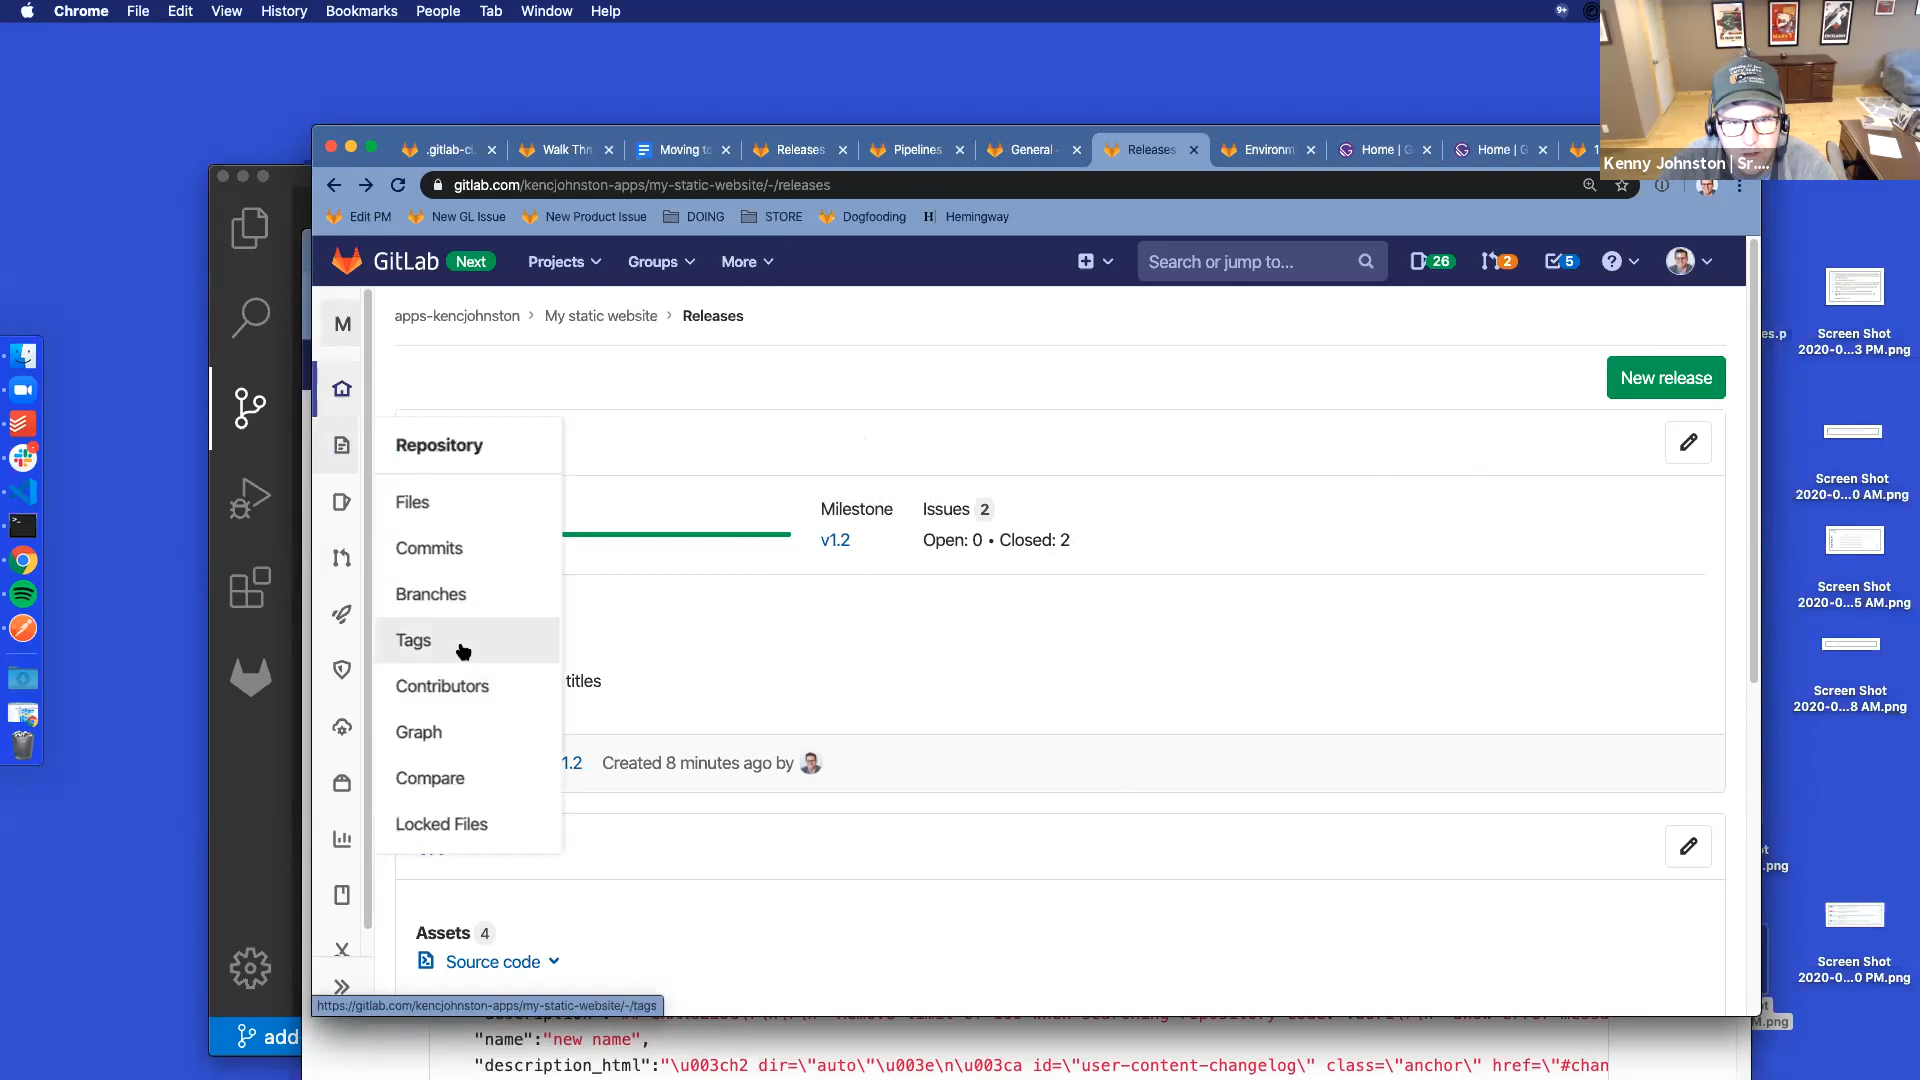 Chrome File Edit View History Bookmarks People Tab Window Help
9+
Kenny Johnston | Sr....
.gitlab-ci. Walk Thr Moving to Releases Pipelines General Releases Environm Home | G Home | G
gitlab.com/kencjohnston-apps/my-static-website/-/releases
Edit PM New GL Issue New Product Issue DOING STORE Dogfooding H Hemingway
GitLab Next Projects Groups More Search or jump to... 26 2 5
M
apps-kencjohnston > My static website > Releases
New release
Repository
Files
Commits
Branches
Tags
Contributors
Graph
Compare
Locked Files
Milestone Issues 2
v1.2 Open: 0 • Closed: 2
titles
1.2 Created 8 minutes ago by
Assets 4
Source code
https://gitlab.com/kencjohnston-apps/my-static-website/-/tags
add-
"name":"new name",
"description_html":"\u003ch2 dir=\"auto\"\u003e\n\u003ca id=\"user-content-changelog\" class=\"anchor\" href=\"#chan
es.p
Screen Shot
2020-0...3 PM.png
Screen Shot
2020-0...0 AM.png
Screen Shot
2020-0...5 AM.png
Screen Shot
2020-0...8 AM.png
ot
.png
Screen Shot
2020-0...0 PM.png
ot
M.png